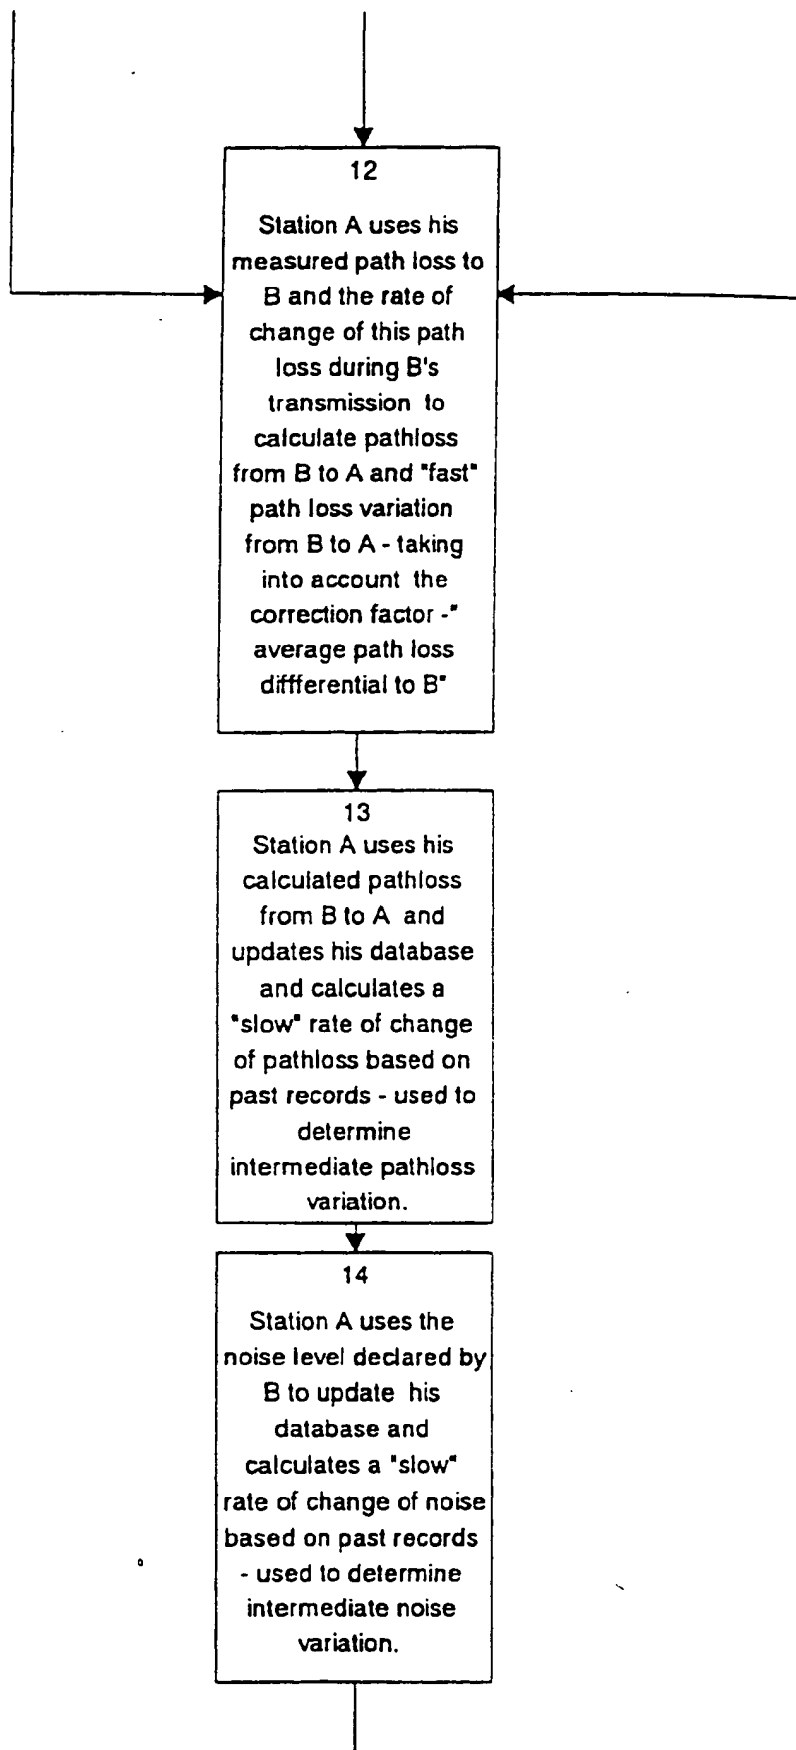 12
Station A uses his
measured path loss to
B and the rate of
change of this path
loss during B's
transmission to
calculate pathloss
from B to A and "fast"
path loss variation
from B to A - taking
into account the
correction factor -"
average path loss
diffferential to B"
13
Station A uses his
calculated pathloss
from B to A and
updates his database
and calculates a
"slow" rate of change
of pathloss based on
past records - used to
determine
intermediate pathloss
variation.
14
Station A uses the
noise level declared by
B to update his
database and
calculates a "slow"
rate of change of noise
based on past records
- used to determine
intermediate noise
variation.